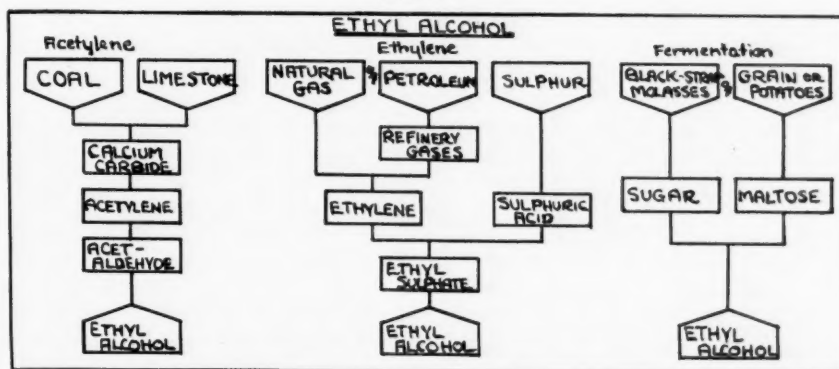 ETHYL ALCOHOL
Acetylene
COAL
LIMESTONE
CALCIUM
CARBIDE
ACETYLENE
ACET-
ALDEHYDE
ETHYL
ALCOHOL
Ethylene
NATURAL
GAS
PETROLEUM
SULPHUR
REFINERY
GASES
ETHYLENE
SULPHURIC
ACID
ETHYL
SULPHATE
ETHYL
ALCOHOL
Fermentation
BLACK-STRAP
MOLASSES
GRAIN OR
POTATOES
SUGAR
MALTOSE
ETHYL
ALCOHOL